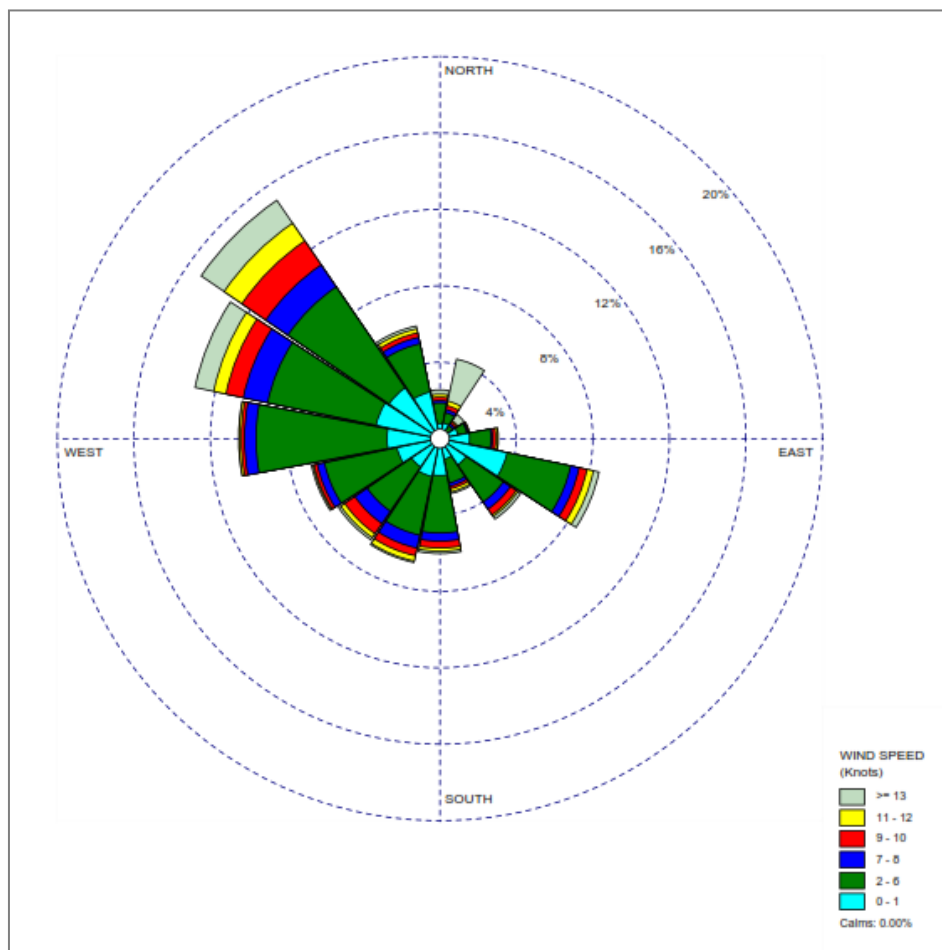 NORTH
20%
16%
12%
8%
4%
WEST
EAST
SOUTH
WIND SPEED
(Knots)
>= 13
11 - 12
9 - 10
7 - 8
2 - 6
0 - 1
Calms: 0.00%